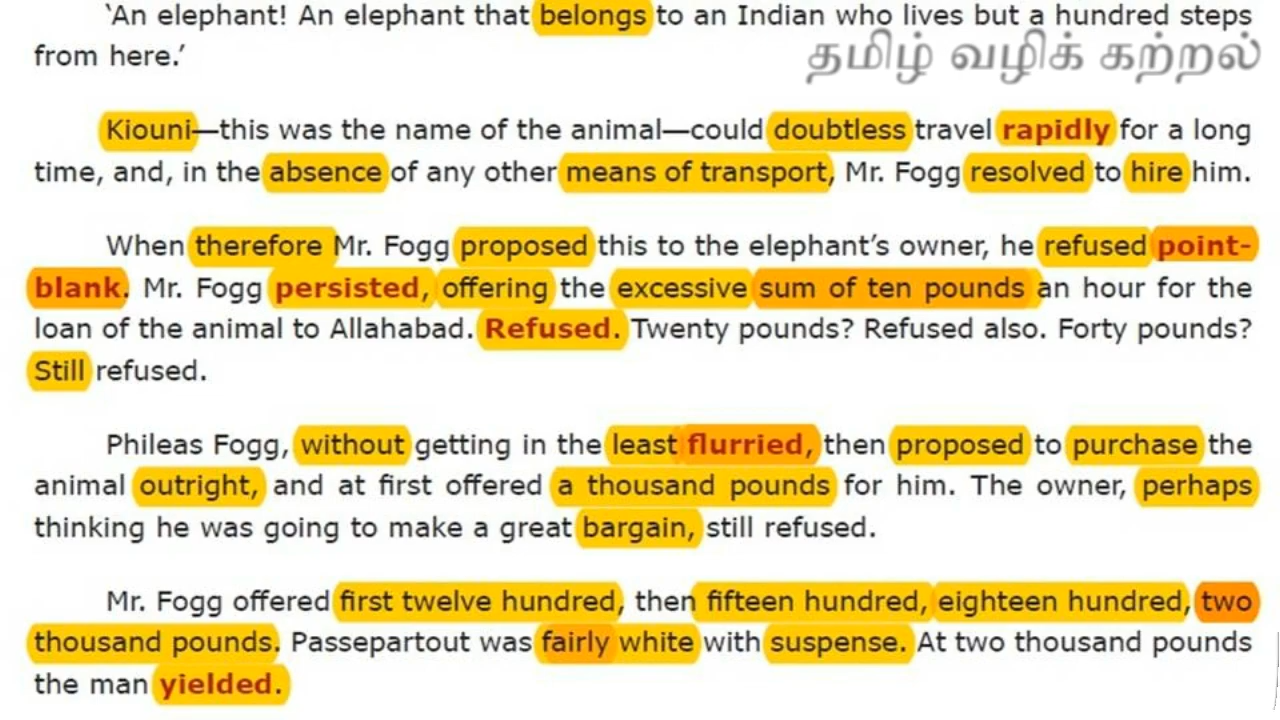 ‘An elephant! An elephant that belongs to an Indian who lives but a hundred steps
from here.’
தமிழ் வழிக் கற்றல்
Kiouni—this was the name of the animal—could doubtless travel rapidly for a long
time, and, in the absence of any other means of transport, Mr. Fogg resolved to hire him.
When therefore Mr. Fogg proposed this to the elephant’s owner, he refused point-
blank. Mr. Fogg persisted, offering the excessive sum of ten pounds an hour for the
loan of the animal to Allahabad. Refused. Twenty pounds? Refused also. Forty pounds?
Still refused.
Phileas Fogg, without getting in the least flurried, then proposed to purchase the
animal outright, and at first offered a thousand pounds for him. The owner, perhaps
thinking he was going to make a great bargain, still refused.
Mr. Fogg offered first twelve hundred, then fifteen hundred, eighteen hundred, two
thousand pounds. Passepartout was fairly white with suspense. At two thousand pounds
the man yielded.